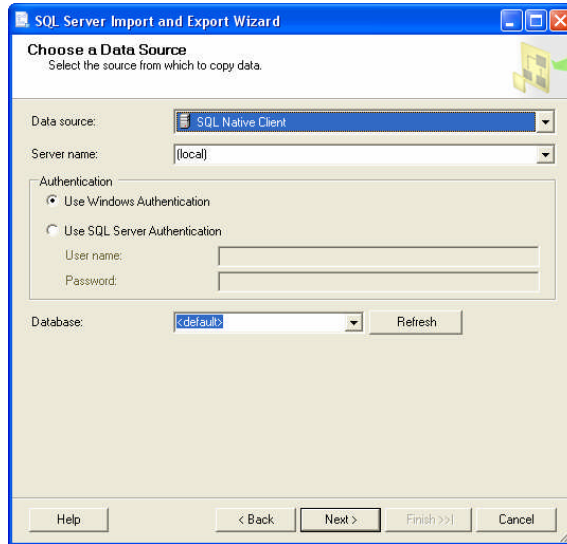 SQL Server Import and Export Wizard
Choose a Data Source
Select the source from which to copy data.
Data source: SQL Native Client
Server name: (local)
Authentication
Use Windows Authentication
Use SQL Server Authentication
User name:
Password:
Database: <default> Refresh
Help < Back Next > Finish >>| Cancel